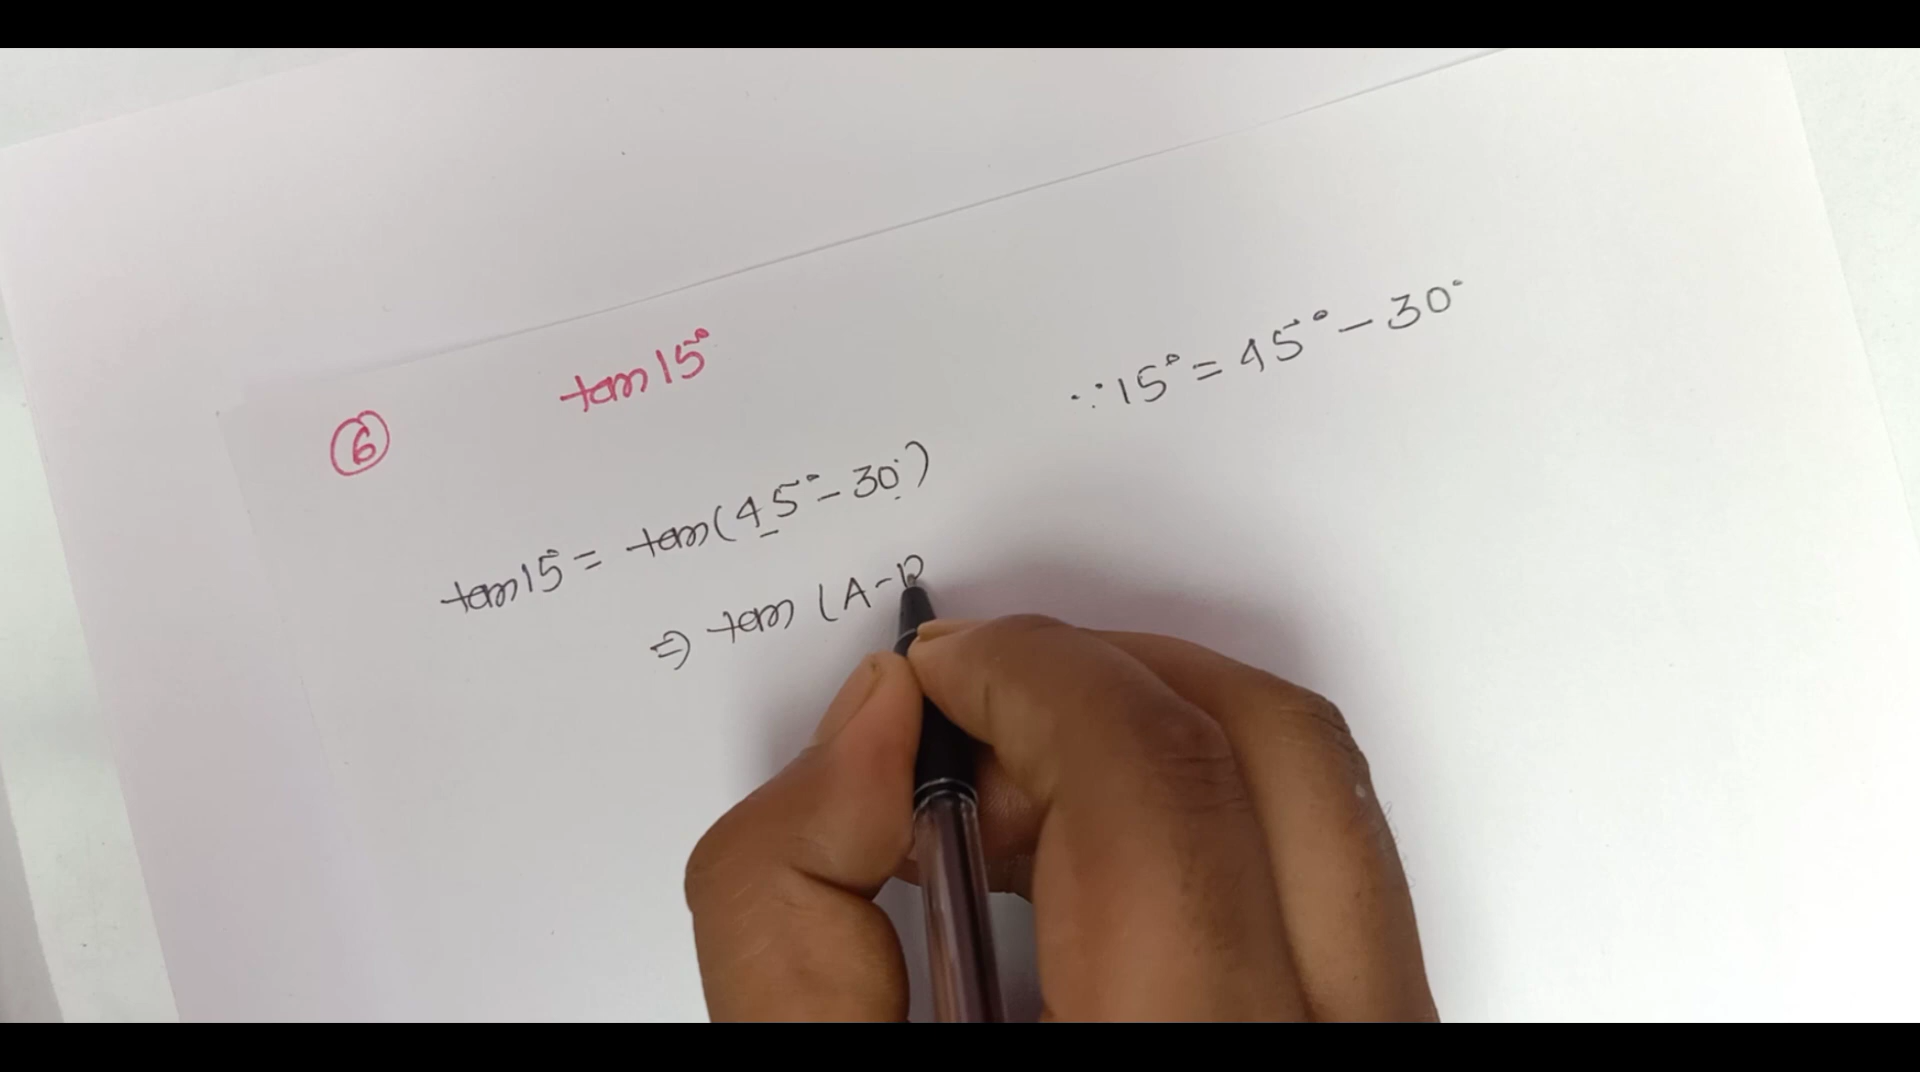 tan 15°
⑥
∵ 15° = 45° - 30°
tan 15° = tan (45° - 30°)
⇒ tan (A - B